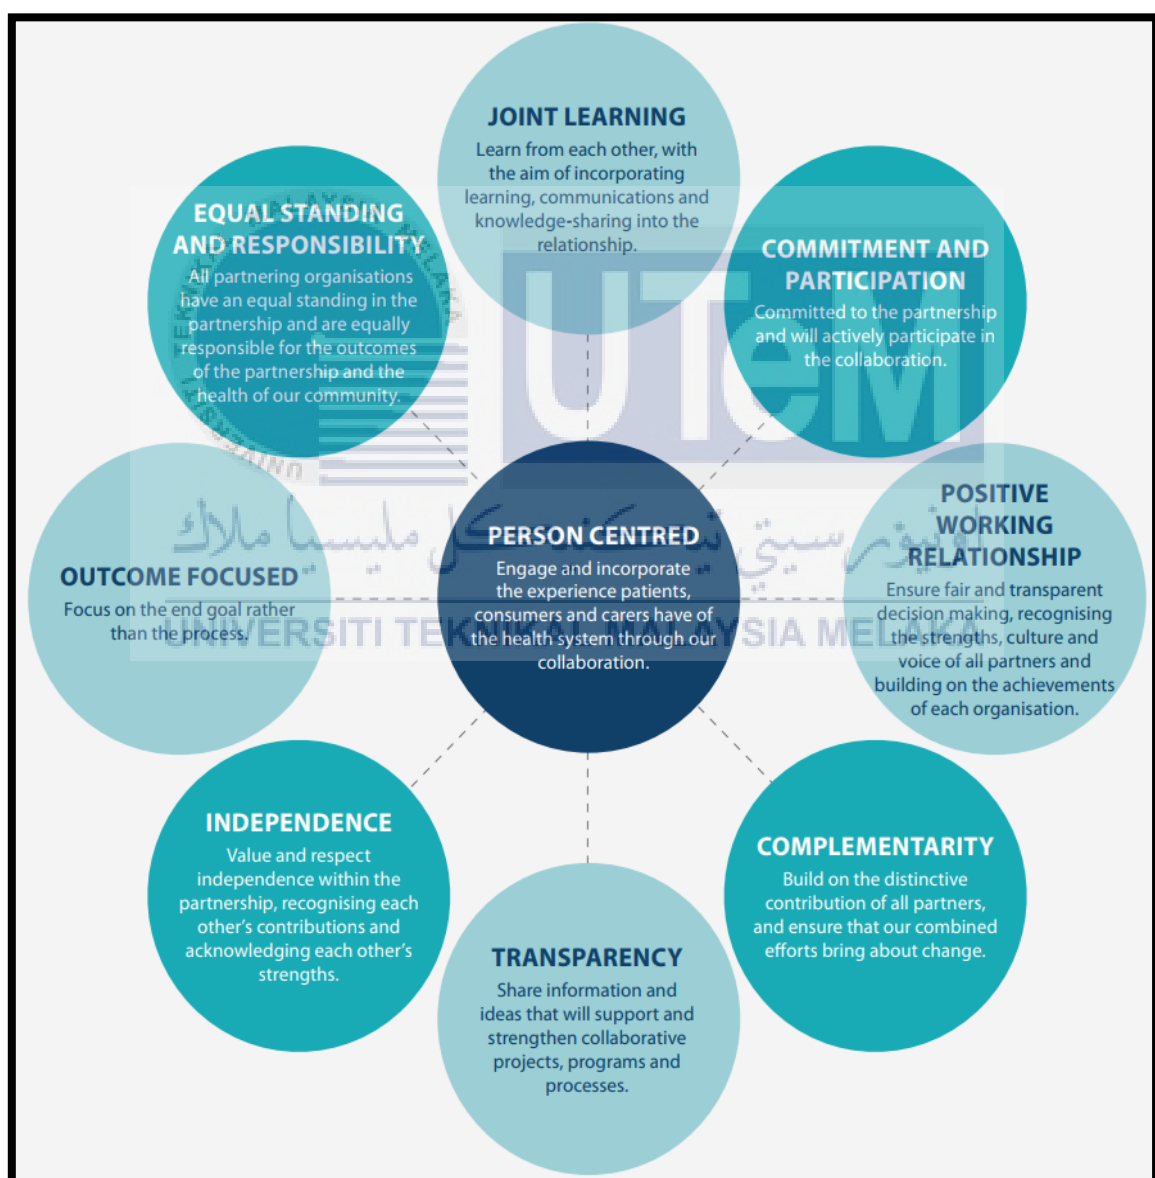 JOINT LEARNING
Learn from each other, with
the aim of incorporating
learning, communications and
knowledge-sharing into the
relationship.
EQUAL STANDING
AND RESPONSIBILITY
All partnering organisations
have an equal standing in the
partnership and are equally
responsible for the outcomes
of the partnership and the
health of our community.
COMMITMENT AND
PARTICIPATION
Committed to the partnership
and will actively participate in
the collaboration.
UTeM
UNIVERSITI TEKNIKAL MALAYSIA MELAKA
اونيورسيتي تيكنيكل مليسيا ملاك
UNIVERSITI TEKNIKAL MALAYSIA MELAKA
PERSON CENTRED
Engage and incorporate
the experience patients,
consumers and carers have of
the health system through our
collaboration.
POSITIVE
WORKING
RELATIONSHIP
Ensure fair and transparent
decision making, recognising
the strengths, culture and
voice of all partners and
building on the achievements
of each organisation.
OUTCOME FOCUSED
Focus on the end goal rather
than the process.
INDEPENDENCE
Value and respect
independence within the
partnership, recognising each
other's contributions and
acknowledging each other's
strengths.
COMPLEMENTARITY
Build on the distinctive
contribution of all partners,
and ensure that our combined
efforts bring about change.
TRANSPARENCY
Share information and
ideas that will support and
strengthen collaborative
projects, programs and
processes.